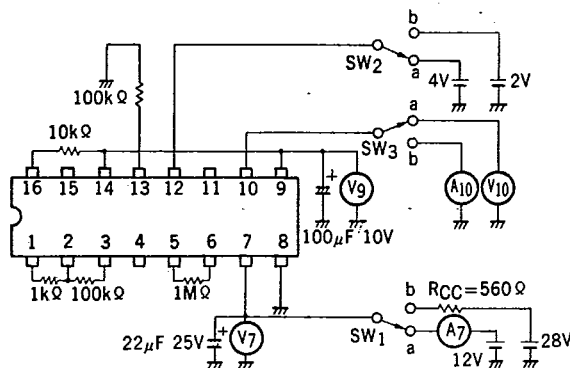 b
SW2
a
4V
2V
100kΩ
a
10kΩ
SW3
b
16 15 14 13 12 11 10 9
+
V9
A10
V10
100μF 10V
1 2 3 4 5 6 7 8
1kΩ
100kΩ
1MΩ
b
RCC=560Ω
SW1
a
A7
22μF 25V
+
V7
12V
28V